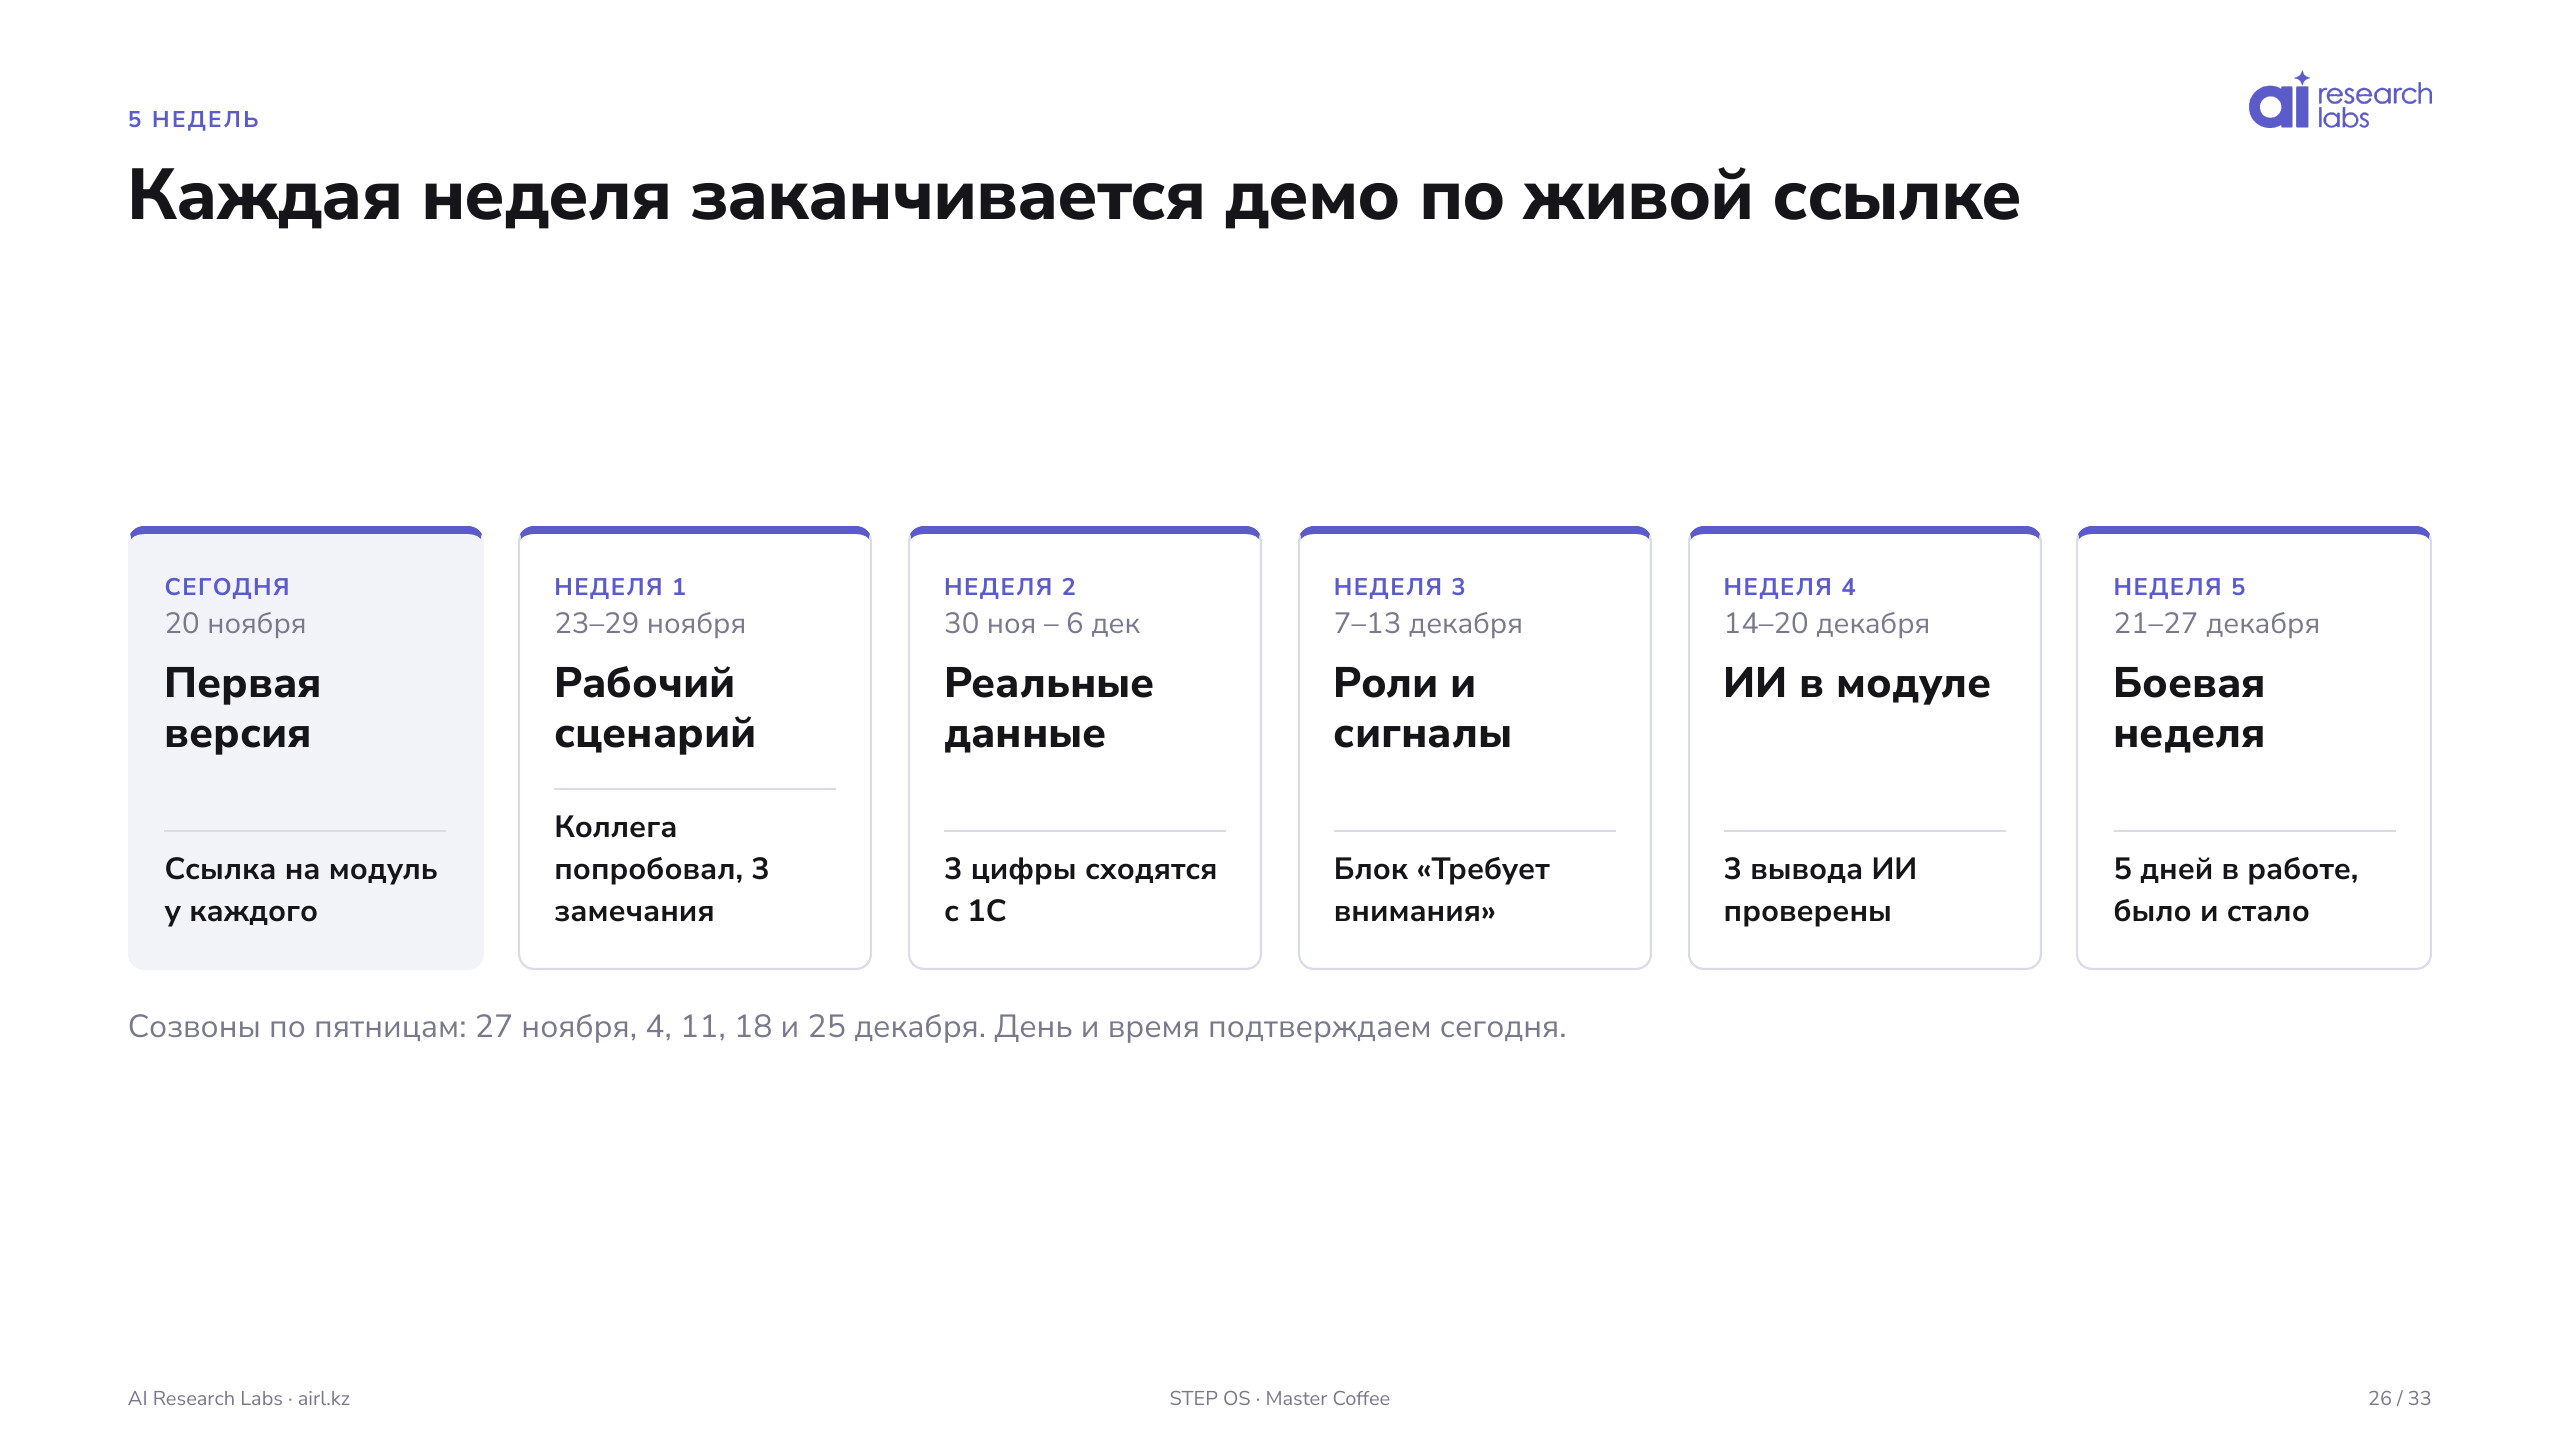 5 НЕДЕЛЬ
ai research
labs
Каждая неделя заканчивается демо по живой ссылке
СЕГОДНЯ
20 ноября
Первая
версия
Ссылка на модуль
у каждого
НЕДЕЛЯ 1
23–29 ноября
Рабочий
сценарий
Коллега
попробовал, 3
замечания
НЕДЕЛЯ 2
30 ноя – 6 дек
Реальные
данные
3 цифры сходятся
с 1С
НЕДЕЛЯ 3
7–13 декабря
Роли и
сигналы
Блок «Требует
внимания»
НЕДЕЛЯ 4
14–20 декабря
ИИ в модуле
3 вывода ИИ
проверены
НЕДЕЛЯ 5
21–27 декабря
Боевая
неделя
5 дней в работе,
было и стало
Созвоны по пятницам: 27 ноября, 4, 11, 18 и 25 декабря. День и время подтверждаем сегодня.
AI Research Labs · airl.kz
STEP OS · Master Coffee
26 / 33